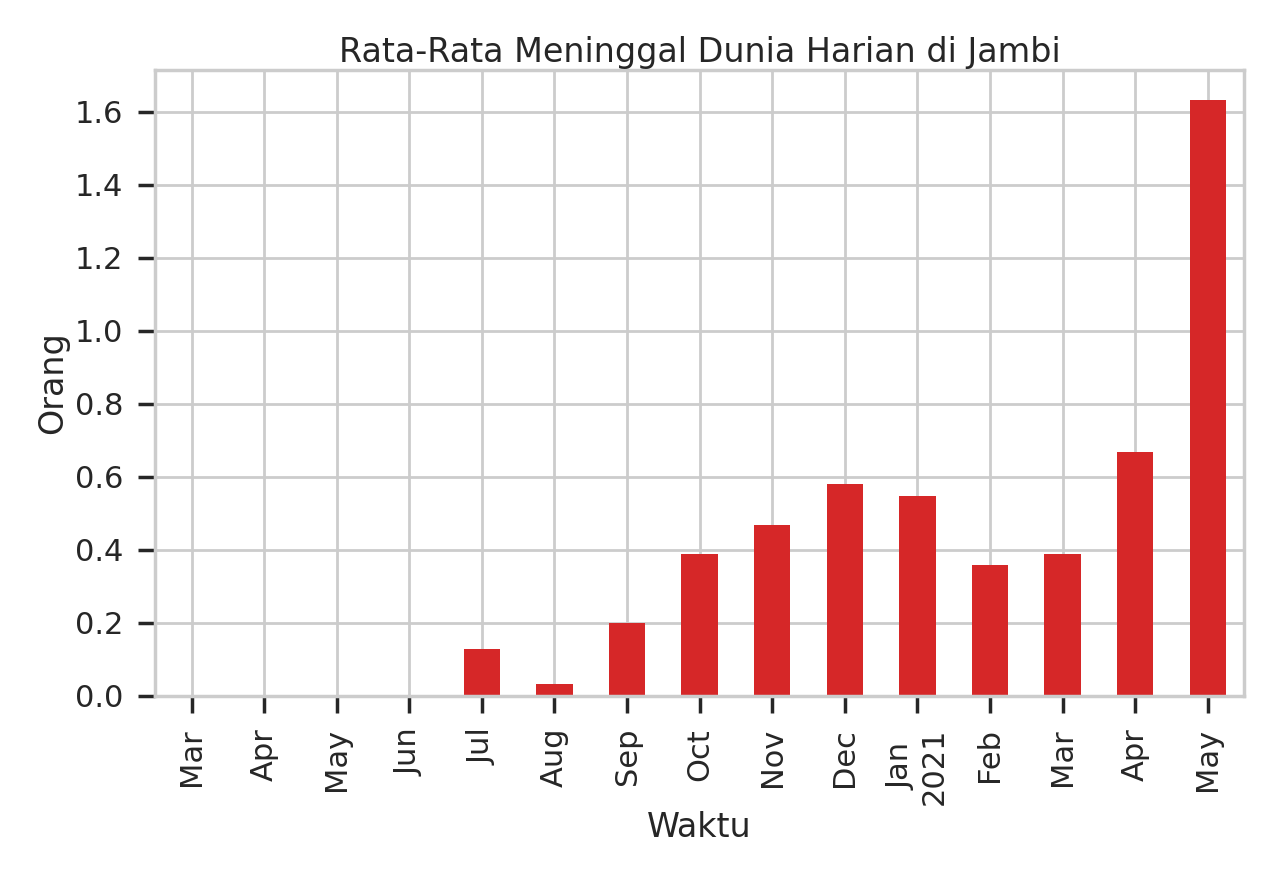 Rata-Rata Meninggal Dunia Harian di Jambi
1.6
1.4
1.2
1.0
0.8
0.6
0.4
0.2
0.0
Orang
Mar
Apr
May
Jun
Jul
Aug
Sep
Oct
Nov
Dec
Jan
2021
Feb
Mar
Apr
May
Waktu